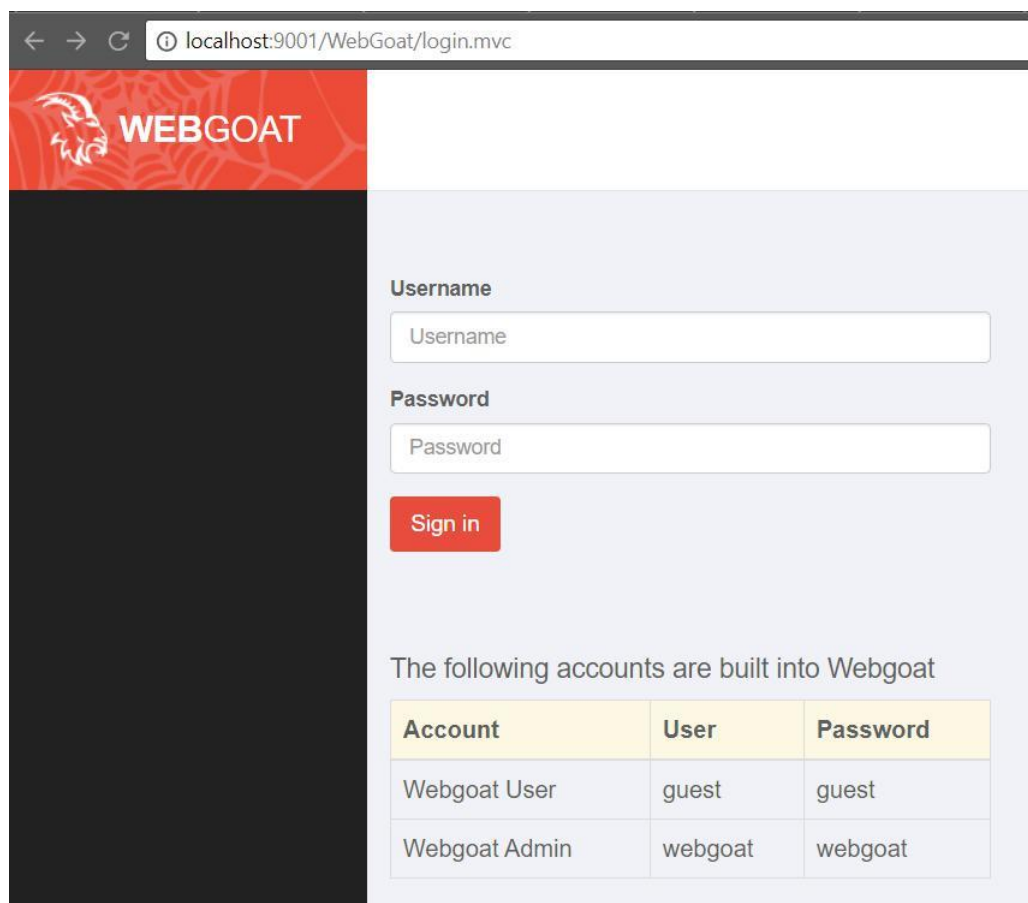 localhost:9001/WebGoat/login.mvc
WEBGOAT
Username
Username
Password
Password
Sign in
The following accounts are built into Webgoat
Account User Password
Webgoat User guest guest
Webgoat Admin webgoat webgoat